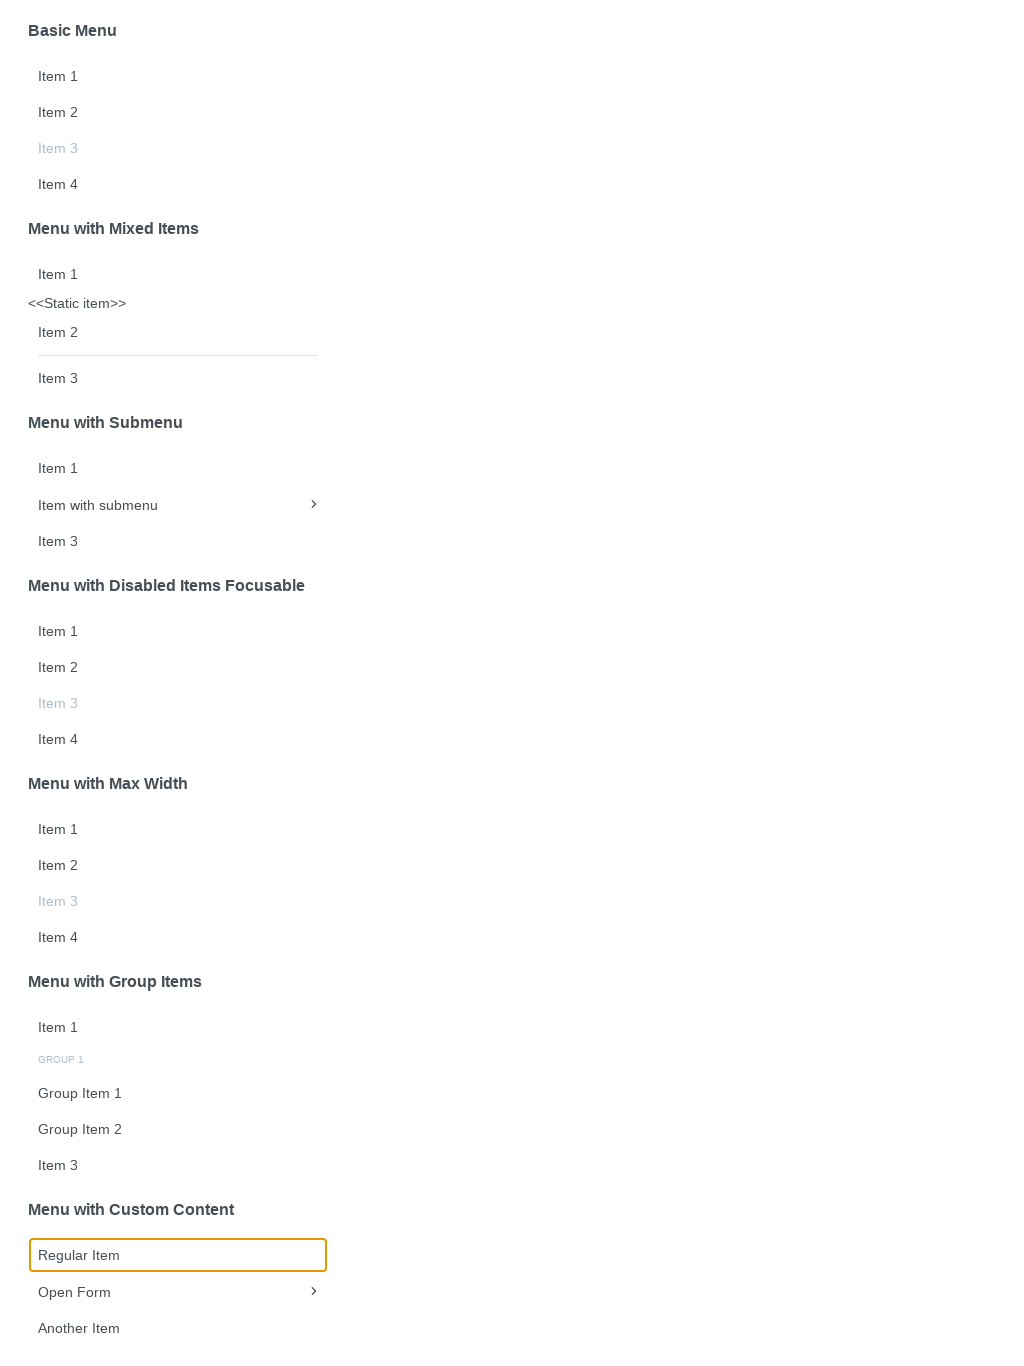 Basic Menu
Item 1
Item 2
Item 3
Item 4
Menu with Mixed Items
Item 1
<<Static item>>
Item 2
Item 3
Menu with Submenu
Item 1
Item with submenu
Item 3
Menu with Disabled Items Focusable
Item 1
Item 2
Item 3
Item 4
Menu with Max Width
Item 1
Item 2
Item 3
Item 4
Menu with Group Items
Item 1
GROUP 1
Group Item 1
Group Item 2
Item 3
Menu with Custom Content
Regular Item
Open Form
Another Item